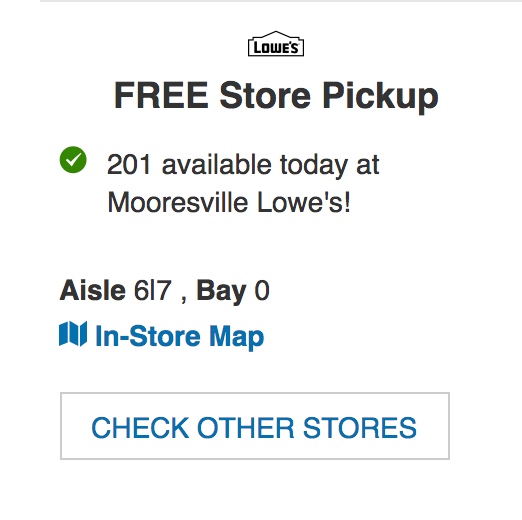 LOWE'S
FREE Store Pickup
201 available today at
Mooresville Lowe's!
Aisle 6l7 , Bay 0
In-Store Map
CHECK OTHER STORES